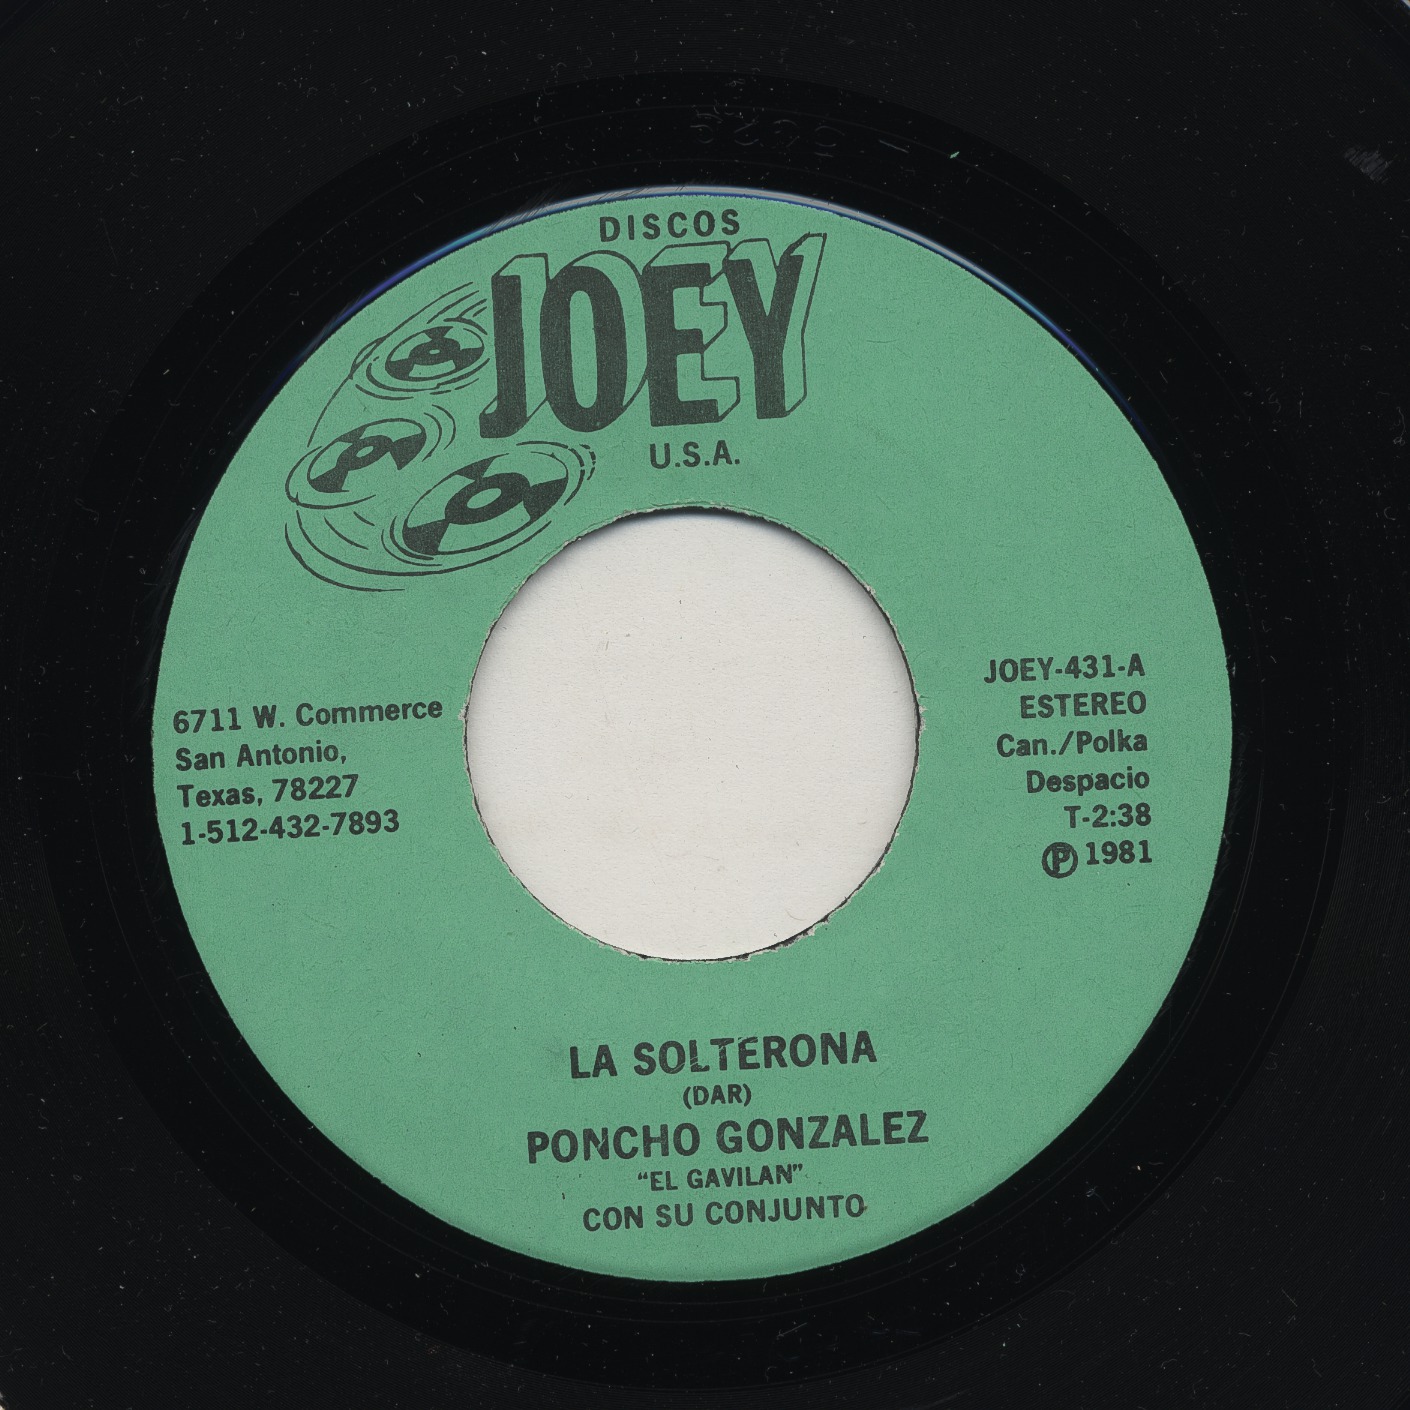 DISCOS
JOEY
U.S.A.
6711 W. Commerce
San Antonio,
Texas, 78227
1-512-432-7893
JOEY-431-A
ESTEREO
Can./Polka
Despacio
T-2:38
Ⓟ 1981
LA SOLTERONA
(DAR)
PONCHO GONZALEZ
“EL GAVILAN”
CON SU CONJUNTO